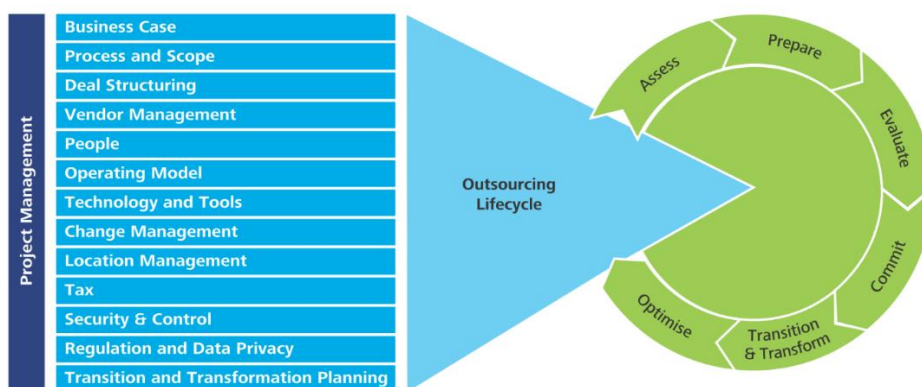 Project Management
Business Case
Process and Scope
Deal Structuring
Vendor Management
People
Operating Model
Technology and Tools
Change Management
Location Management
Tax
Security & Control
Regulation and Data Privacy
Transition and Transformation Planning
Outsourcing
Lifecycle
Assess
Prepare
Evaluate
Commit
Transition
& Transform
Optimise